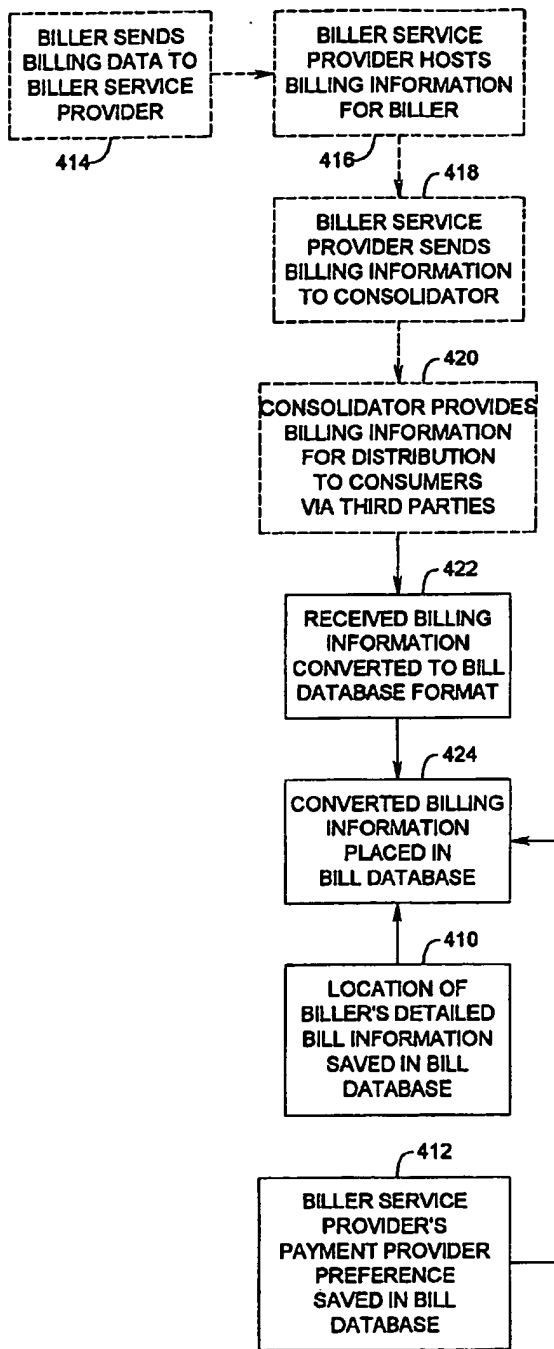 BILLER SENDS
BILLING DATA TO
BILLER SERVICE
PROVIDER
414
BILLER SERVICE
PROVIDER HOSTS
BILLING INFORMATION
FOR BILLER
416
418
BILLER SERVICE
PROVIDER SENDS
BILLING INFORMATION
TO CONSOLIDATOR
420
CONSOLIDATOR PROVIDES
BILLING INFORMATION
FOR DISTRIBUTION
TO CONSUMERS
VIA THIRD PARTIES
422
RECEIVED BILLING
INFORMATION
CONVERTED TO BILL
DATABASE FORMAT
424
CONVERTED BILLING
INFORMATION
PLACED IN
BILL DATABASE
410
LOCATION OF
BILLER'S DETAILED
BILL INFORMATION
SAVED IN BILL
DATABASE
412
BILLER SERVICE
PROVIDER'S
PAYMENT PROVIDER
PREFERENCE
SAVED IN BILL
DATABASE